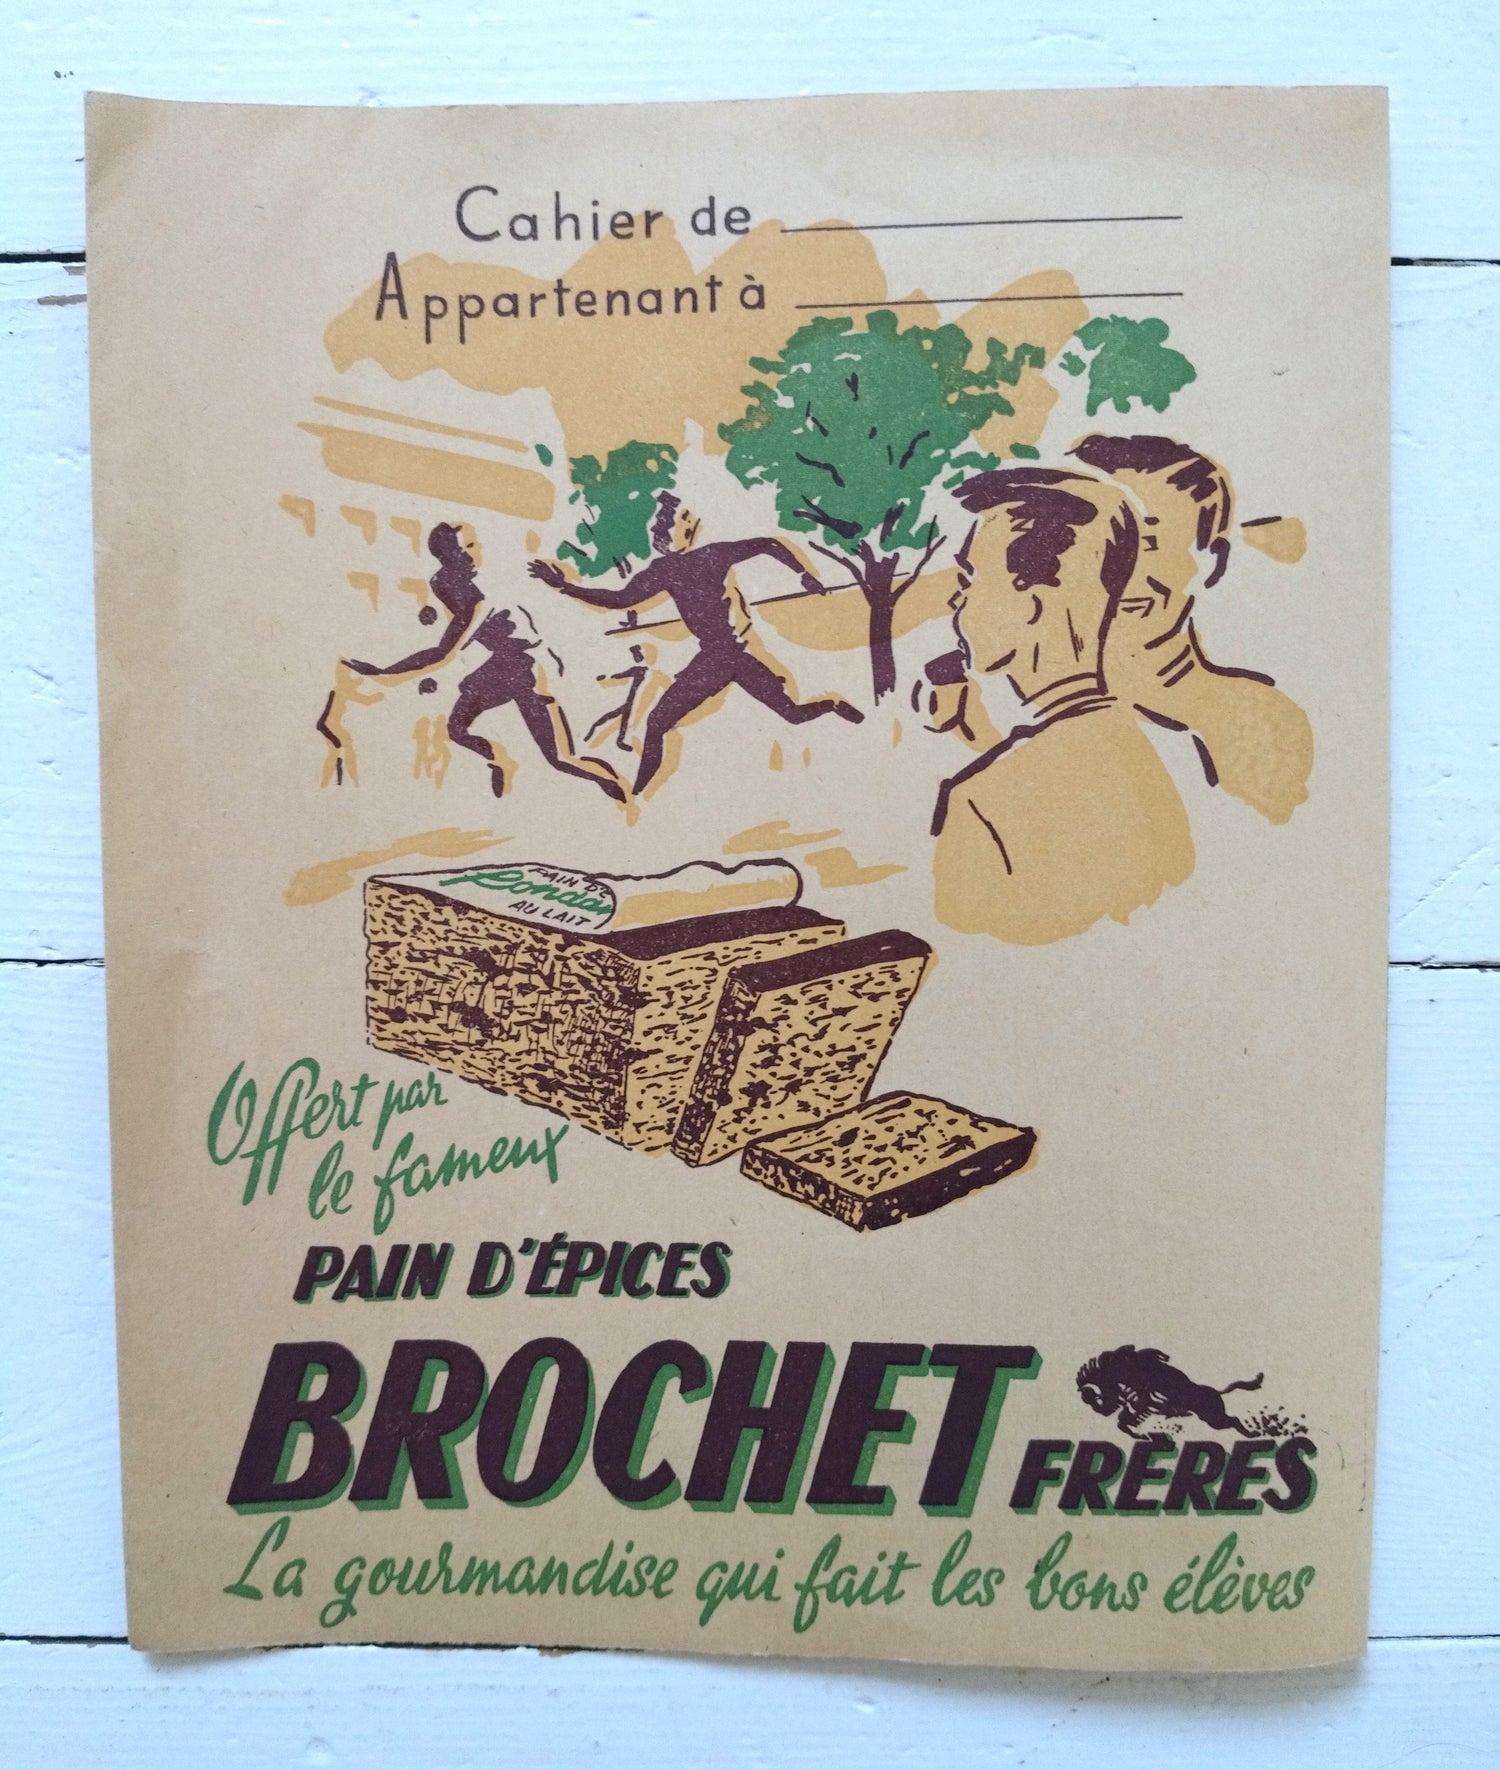 Cahier de
Appartenant à
PAIN D'E
AU LAIT
Offert par
le fameux
PAIN D'ÉPICES
BROCHET
FRÈRES
La gourmandise qui fait les bons élèves